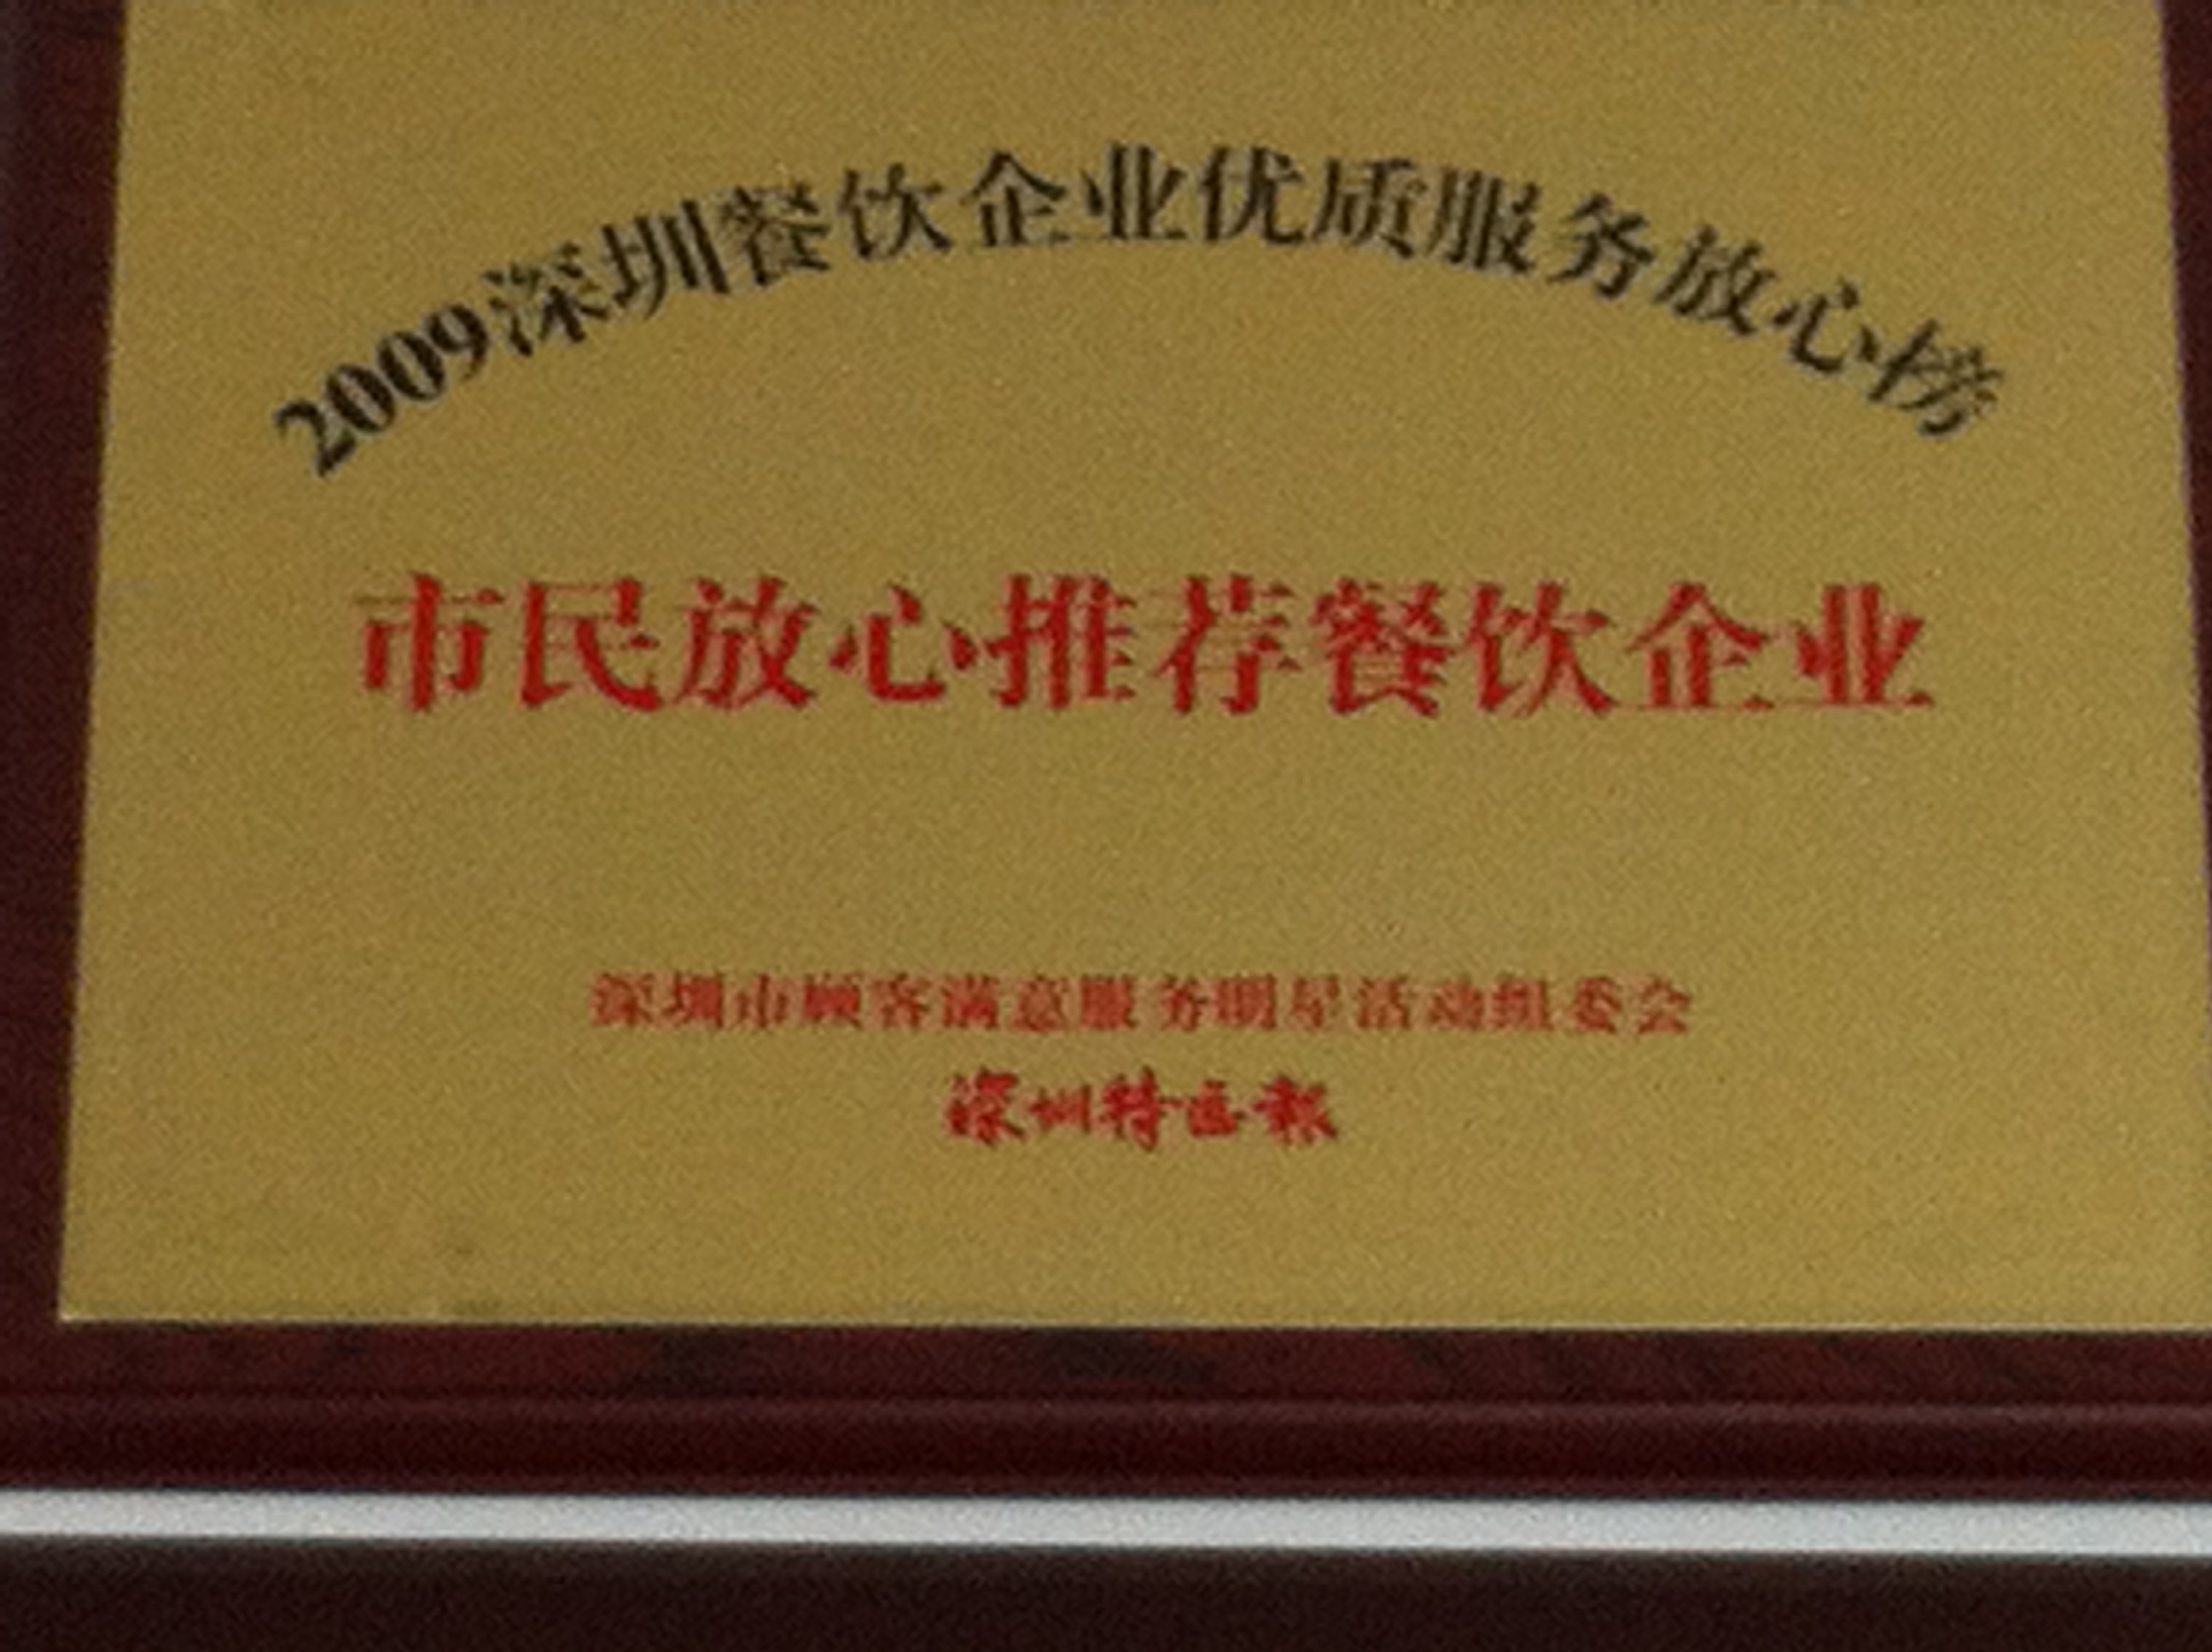 2009深圳餐饮企业优质服务放心榜
市民放心推荐餐饮企业
深圳市顾客满意服务明星活动组委会
深圳特区报